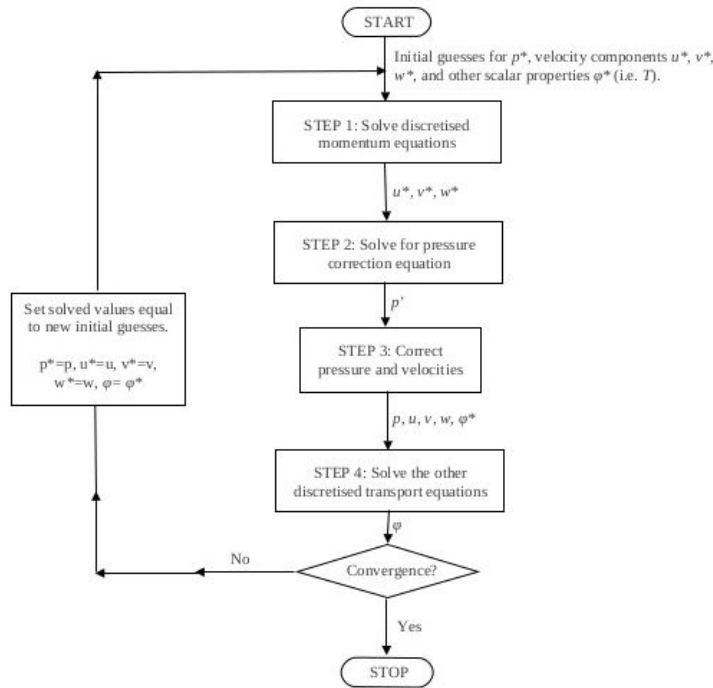 START
Initial guesses for p*, velocity components u*, v*,
w*, and other scalar properties φ* (i.e. T).
STEP 1: Solve discretised
momentum equations
u*, v*, w*
STEP 2: Solve for pressure
correction equation
p'
Set solved values equal
to new initial guesses.
p*=p, u*=u, v*=v,
w*=w, φ= φ*
STEP 3: Correct
pressure and velocities
p, u, v, w, φ*
STEP 4: Solve the other
discretised transport equations
φ
No
Convergence?
Yes
STOP